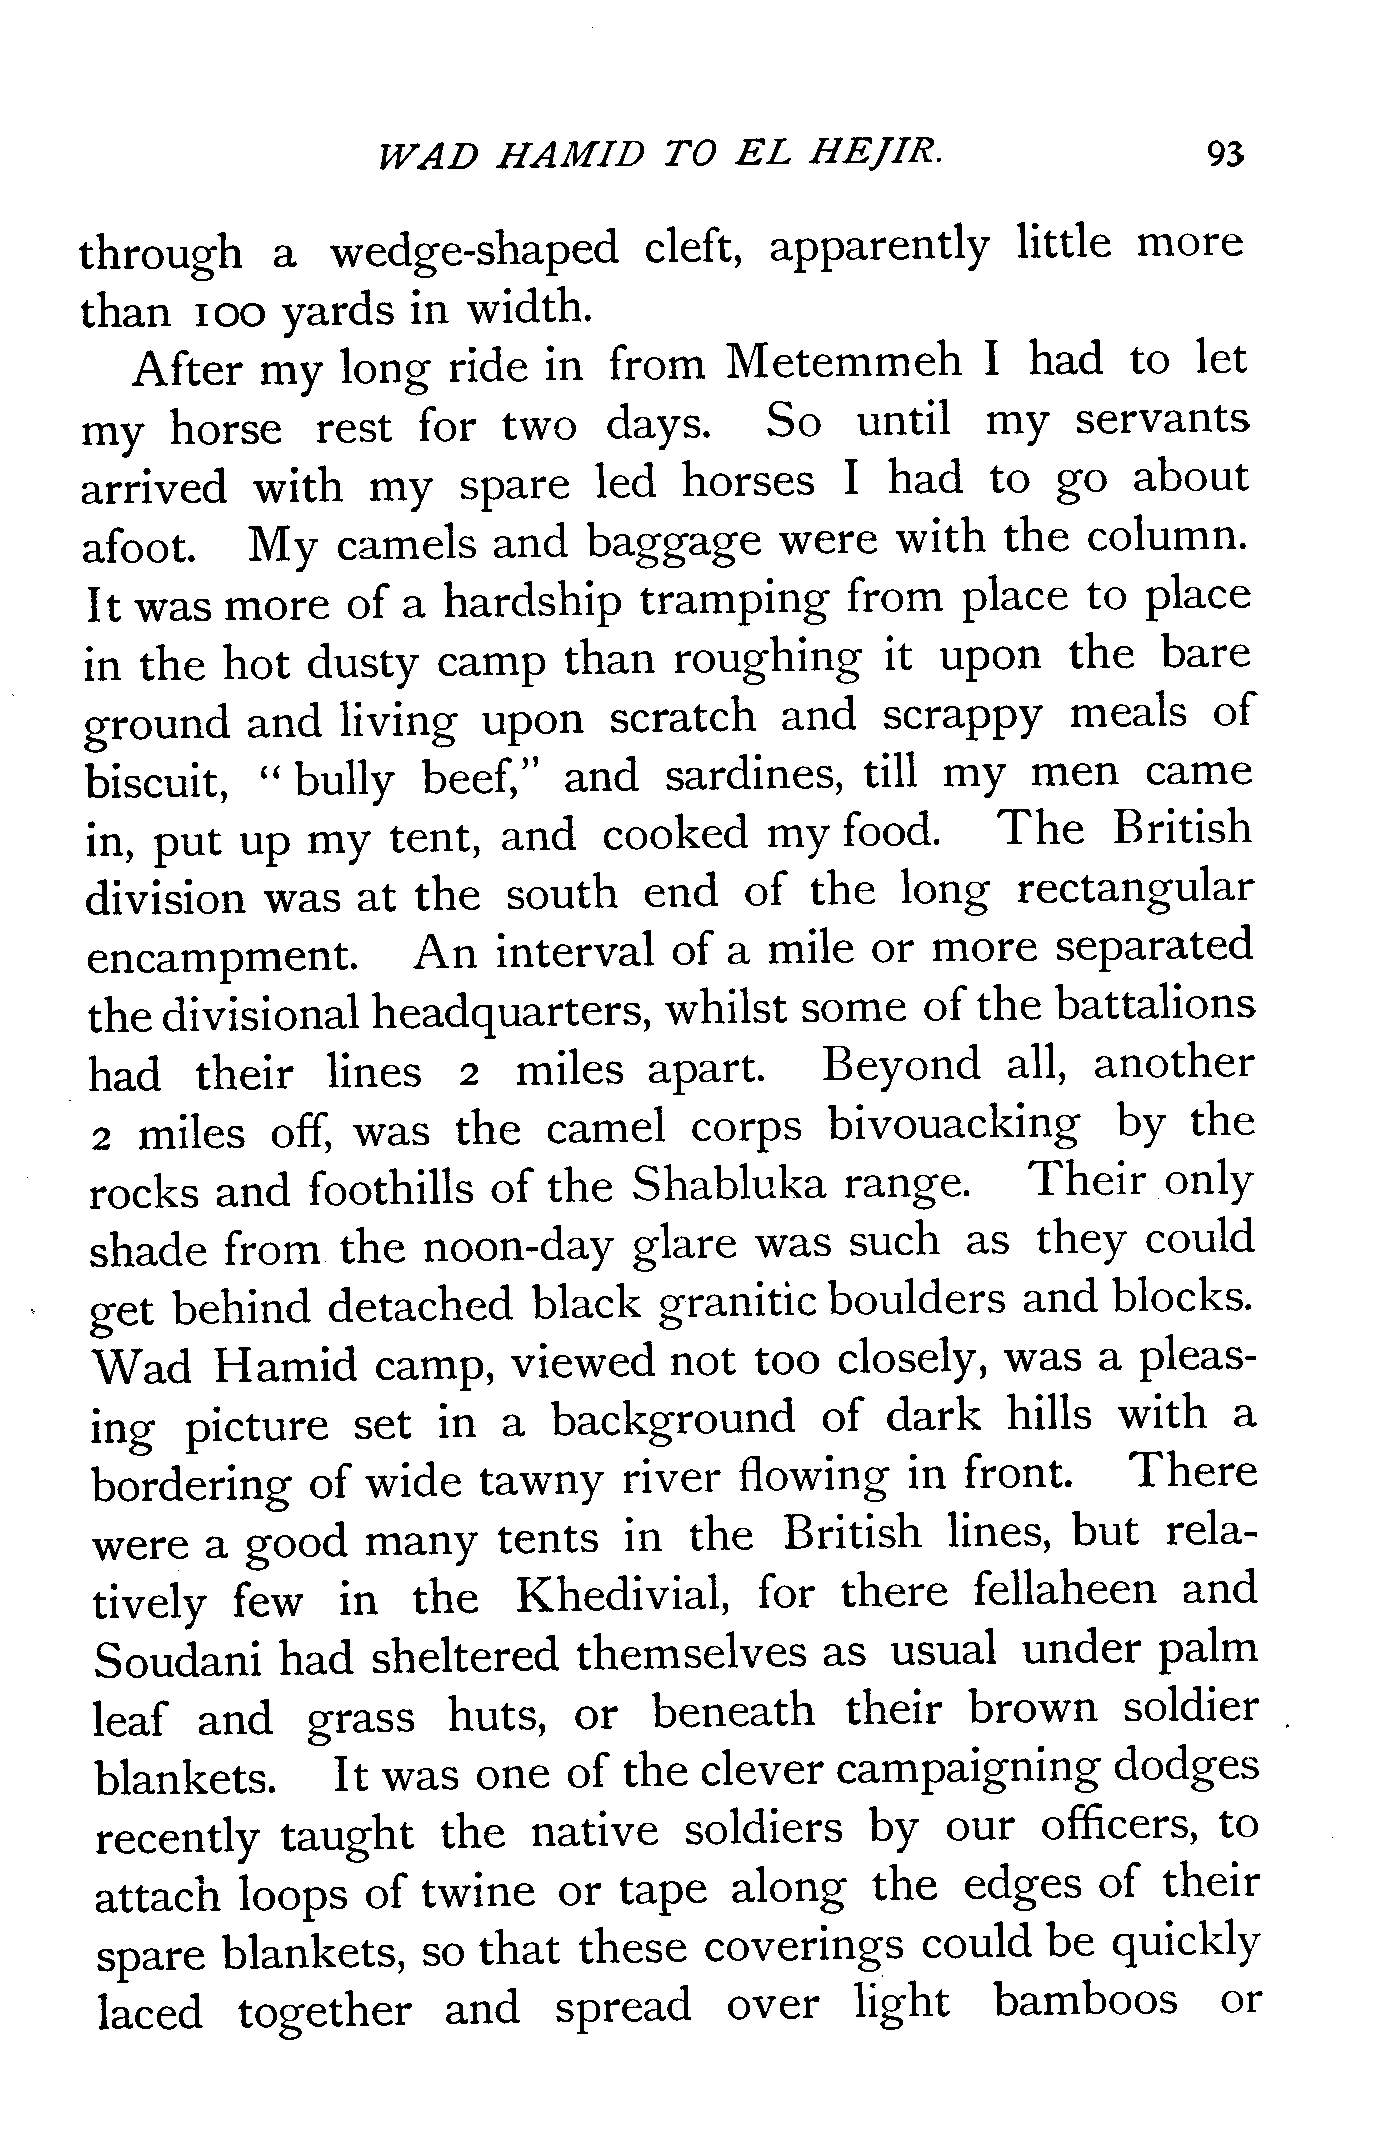 WAD HAMID TO EL HEJIR. 93
through a wedge-shaped cleft, apparently little more
than 100 yards in width.
After my long ride in from Metemmeh I had to let
my horse rest for two days. So until my servants
arrived with my spare led horses I had to go about
afoot. My camels and baggage were with the column.
It was more of a hardship tramping from place to place
in the hot dusty camp than roughing it upon the bare
ground and living upon scratch and scrappy meals of
biscuit, "bully beef," and sardines, till my men came
in, put up my tent, and cooked my food. The British
division was at the south end of the long rectangular
encampment. An interval of a mile or more separated
the divisional headquarters, whilst some of the battalions
had their lines 2 miles apart. Beyond all, another
2 miles off, was the camel corps bivouacking by the
rocks and foothills of the Shabluka range. Their only
shade from the noon-day glare was such as they could
get behind detached black granitic boulders and blocks.
Wad Hamid camp, viewed not too closely, was a pleas-
ing picture set in a background of dark hills with a
bordering of wide tawny river flowing in front. There
were a good many tents in the British lines, but rela-
tively few in the Khedivial, for there fellaheen and
Soudani had sheltered themselves as usual under palm
leaf and grass huts, or beneath their brown soldier
blankets. It was one of the clever campaigning dodges
recently taught the native soldiers by our officers, to
attach loops of twine or tape along the edges of their
spare blankets, so that these coverings could be quickly
laced together and spread over light bamboos or